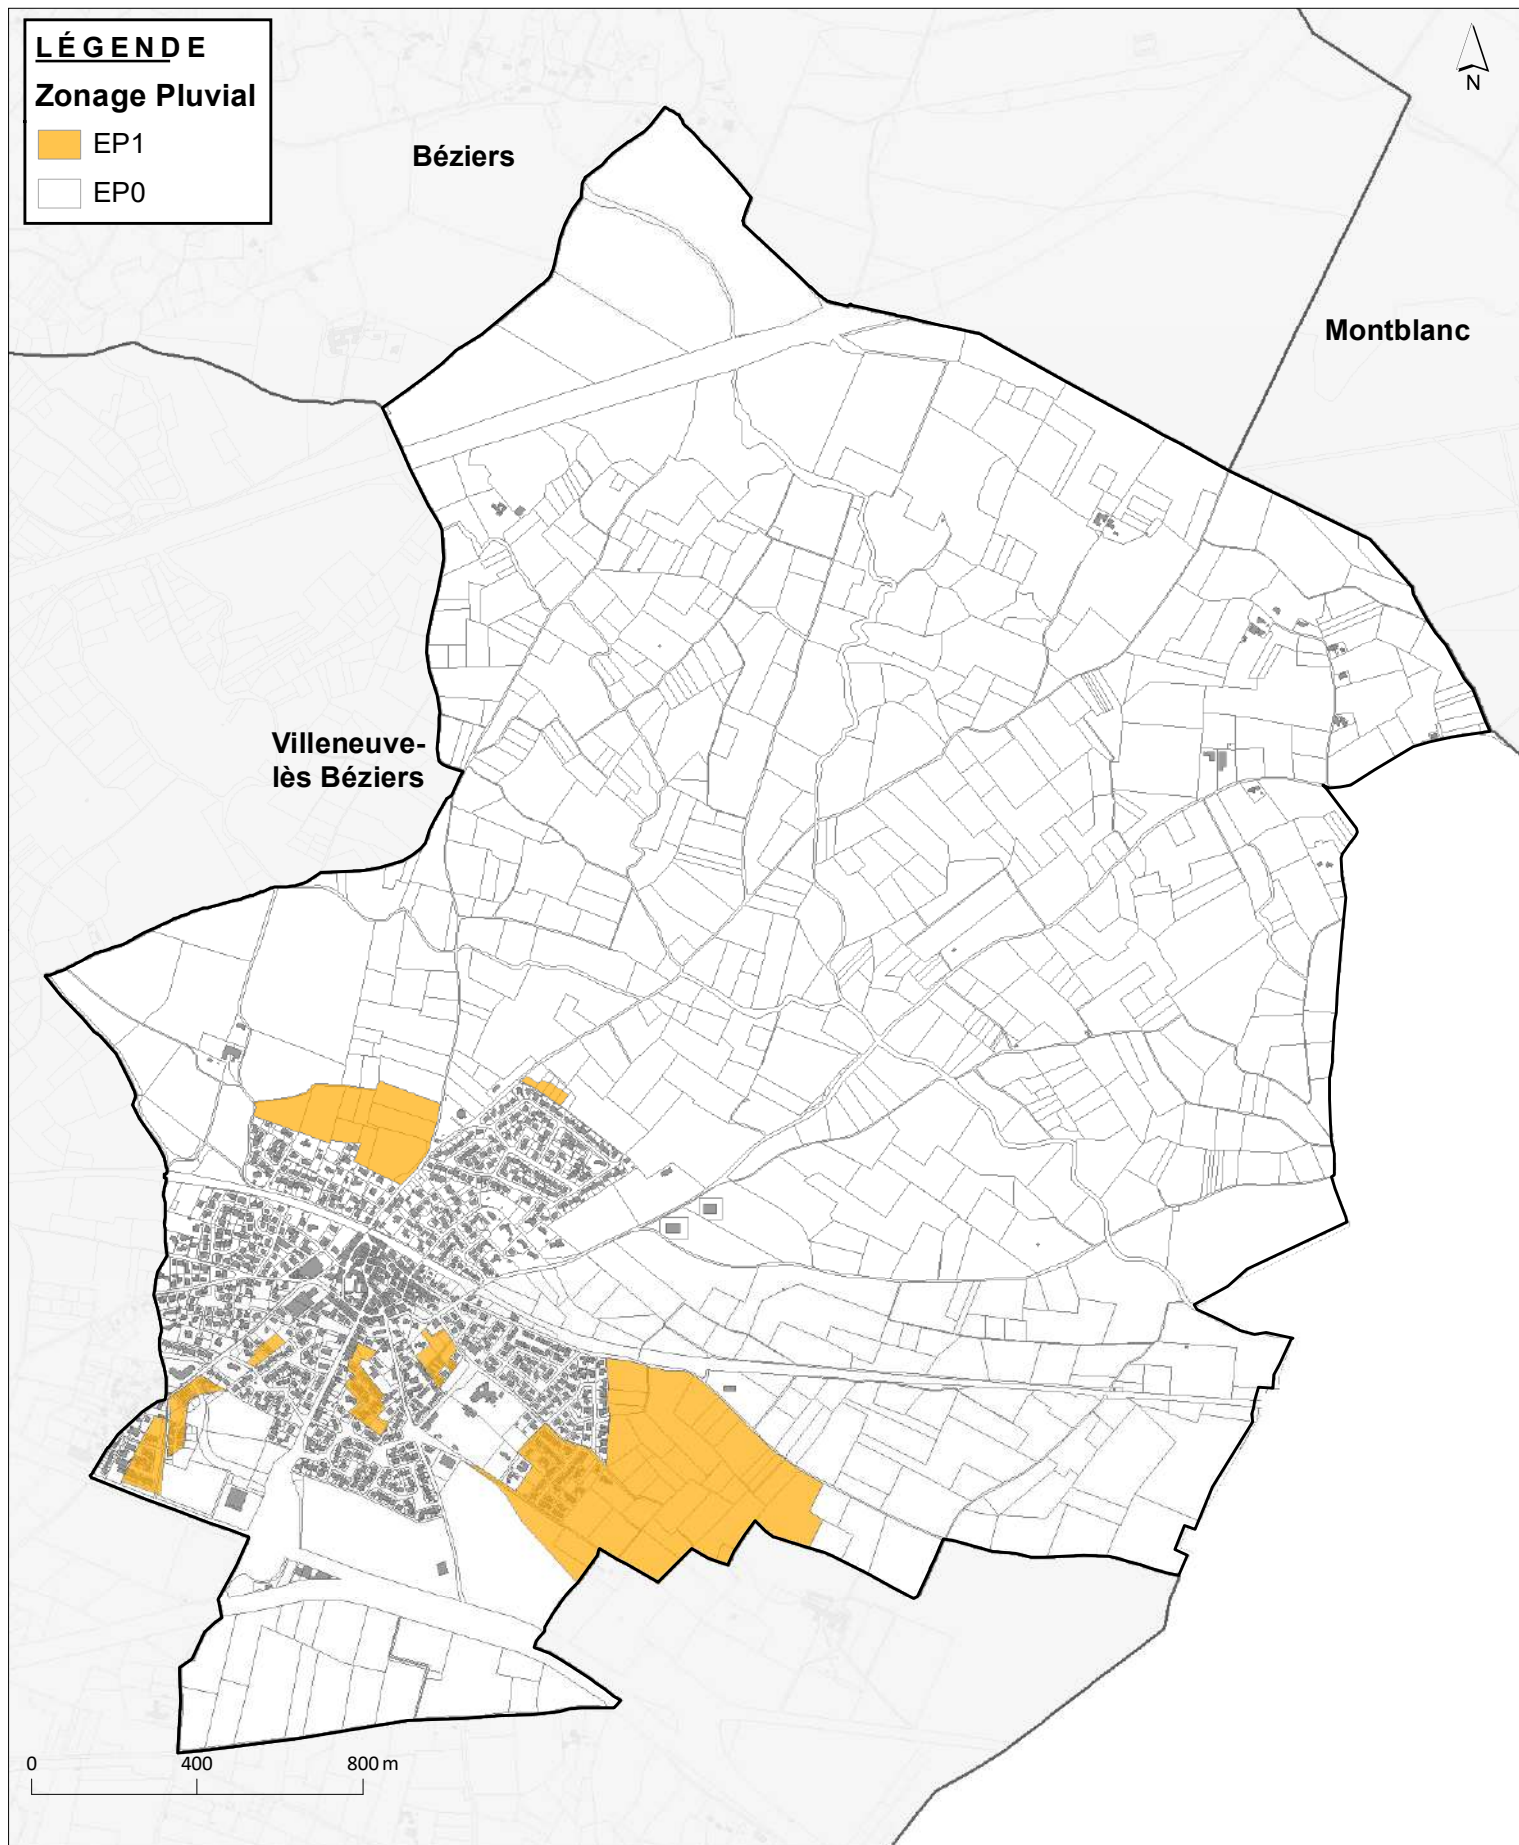 LÉGENDE
Zonage Pluvial
EP1
EP0
N
Béziers
Montblanc
Villeneuve-
lès Béziers
0 400 800 m